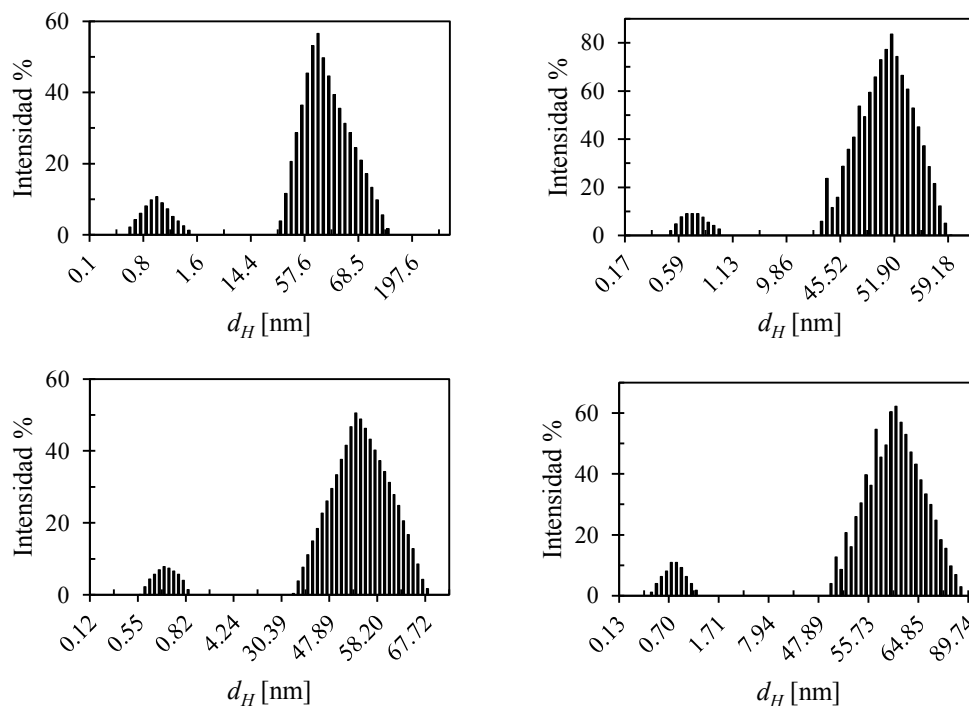 Intensidad %
60
40
20
0
0.1 0.8 1.6 14.4 57.6 68.5 197.6
d_H [nm]
Intensidad %
80
60
40
20
0
0.17 0.59 1.13 9.86 45.52 51.90 59.18
d_H [nm]
Intensidad %
60
40
20
0
0.12 0.55 0.82 4.24 30.39 47.89 58.20 67.72
d_H [nm]
Intensidad %
60
40
20
0
0.13 0.70 1.71 7.94 47.89 55.73 64.85 89.74
d_H [nm]